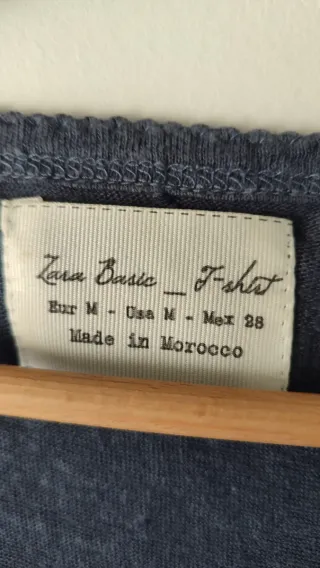 Zara Basic _ T-shirt
Eur M - Usa M - Mex 28
Made in Morocco